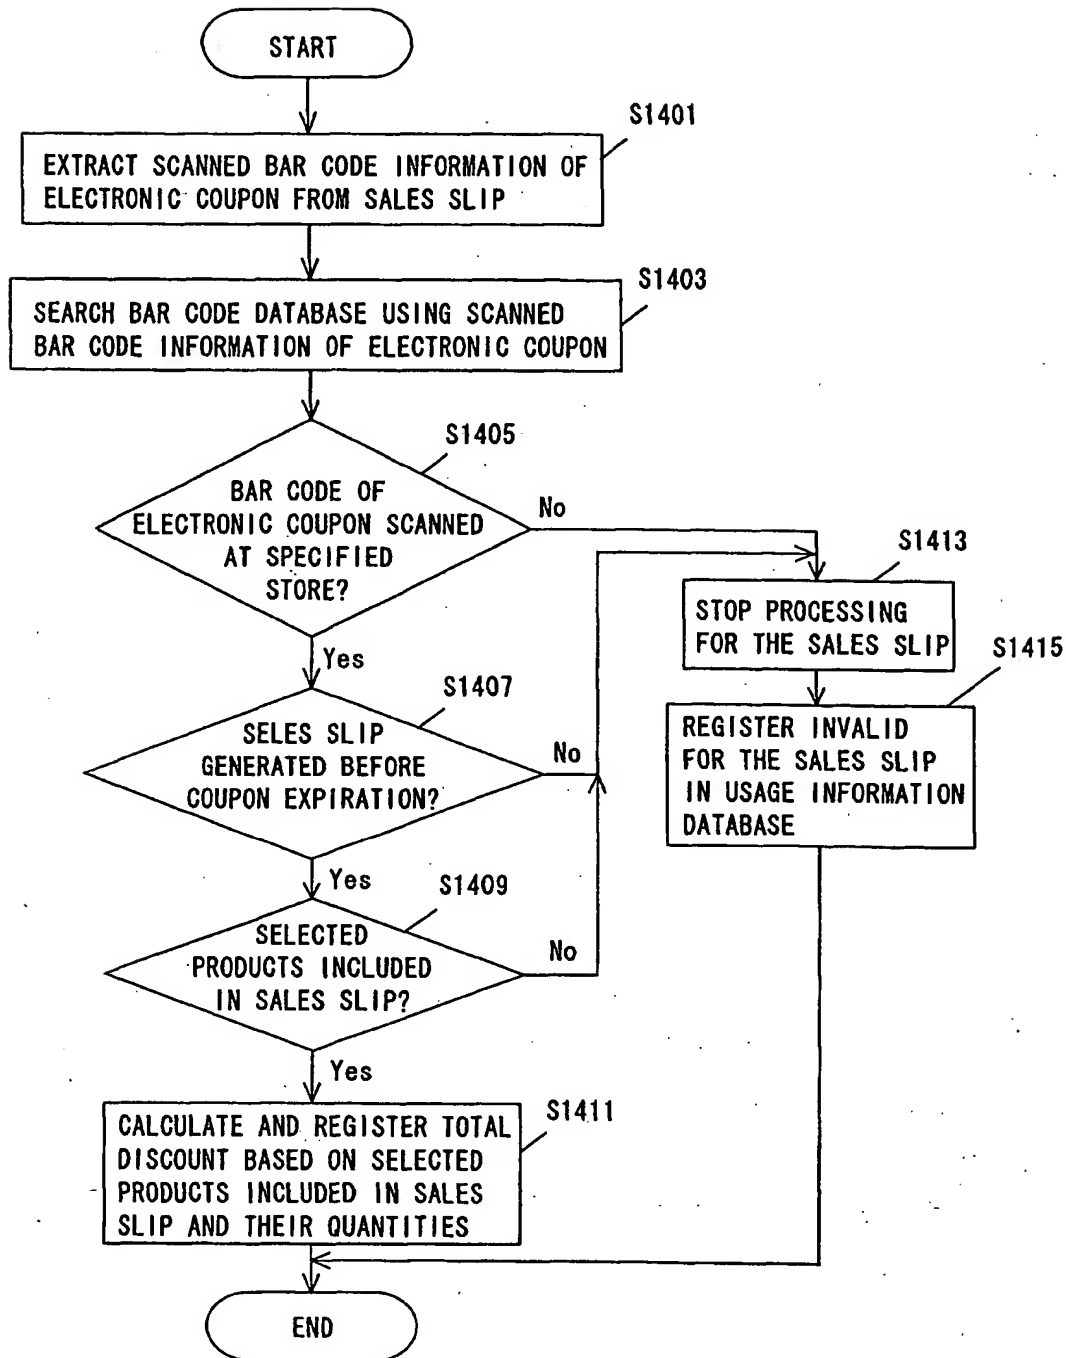 START
S1401
EXTRACT SCANNED BAR CODE INFORMATION OF
ELECTRONIC COUPON FROM SALES SLIP
S1403
SEARCH BAR CODE DATABASE USING SCANNED
BAR CODE INFORMATION OF ELECTRONIC COUPON
S1405
BAR CODE OF
ELECTRONIC COUPON SCANNED
AT SPECIFIED
STORE?
No
Yes
S1413
STOP PROCESSING
FOR THE SALES SLIP
S1415
REGISTER INVALID
FOR THE SALES SLIP
IN USAGE INFORMATION
DATABASE
S1407
SELES SLIP
GENERATED BEFORE
COUPON EXPIRATION?
No
Yes
S1409
SELECTED
PRODUCTS INCLUDED
IN SALES SLIP?
No
Yes
S1411
CALCULATE AND REGISTER TOTAL
DISCOUNT BASED ON SELECTED
PRODUCTS INCLUDED IN SALES
SLIP AND THEIR QUANTITIES
END